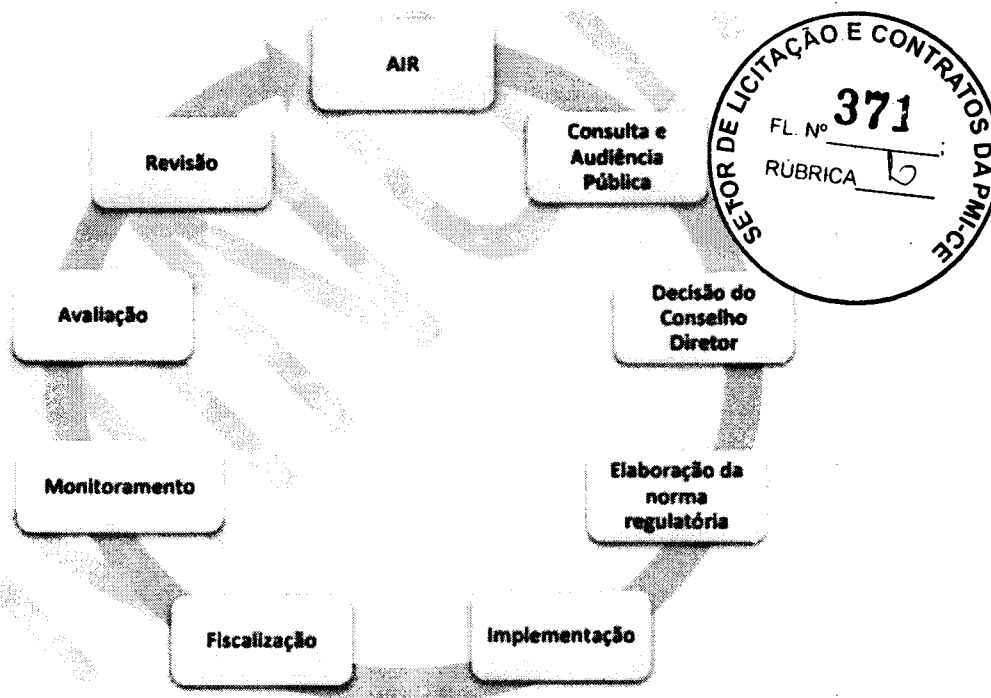 AIR
Consulta e
Audiência
Pública
Decisão do
Conselho
Diretor
Elaboração da
norma
regulatória
Implementação
Fiscalização
Monitoramento
Avaliação
Revisão
SETOR DE LICITAÇÃO E CONTRATOS DA PMI-CE
FL. Nº 371
RÚBRICA